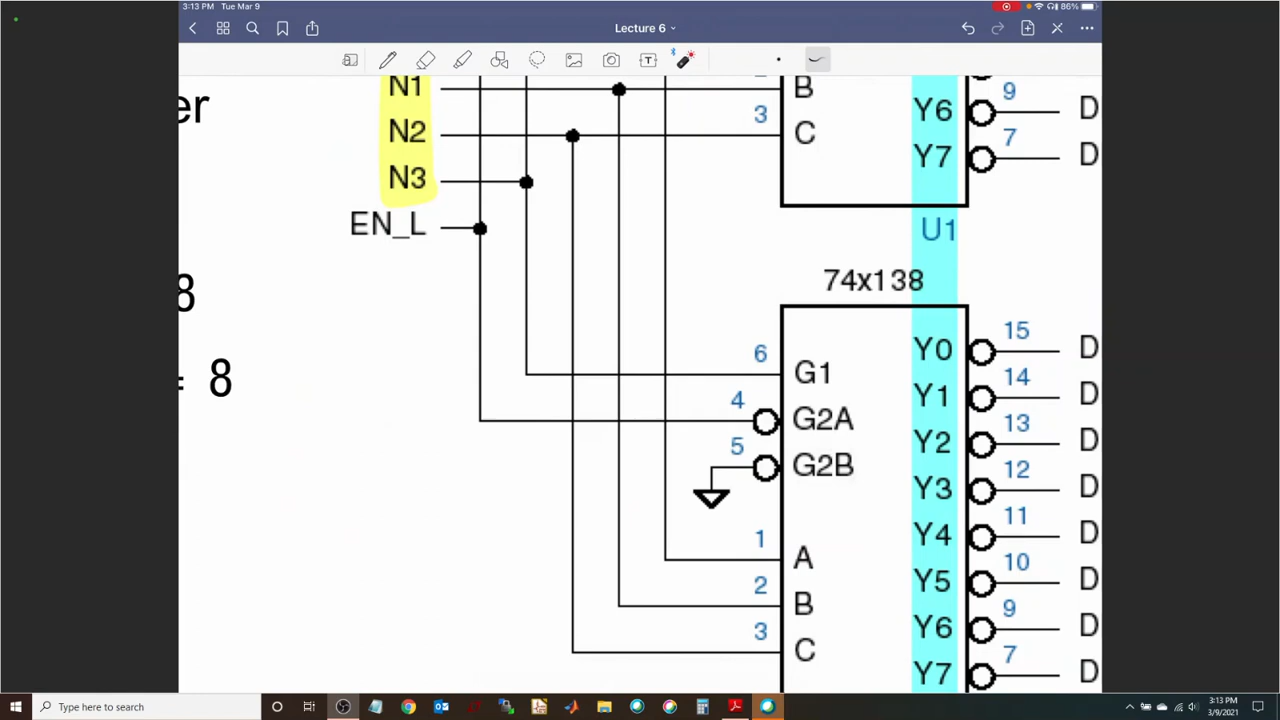 3:13 PM Tue Mar 9
86%
Lecture 6
er
8
= 8
N1
N2
N3
EN_L
B
3
C
9
Y6
D
7
Y7
D
U1
74x138
6
G1
4
G2A
5
G2B
1
A
2
B
3
C
Y0
15
D
Y1
14
D
Y2
13
D
Y3
12
D
Y4
11
D
Y5
10
D
Y6
9
D
Y7
7
D
Type here to search
3:13 PM
3/9/2021